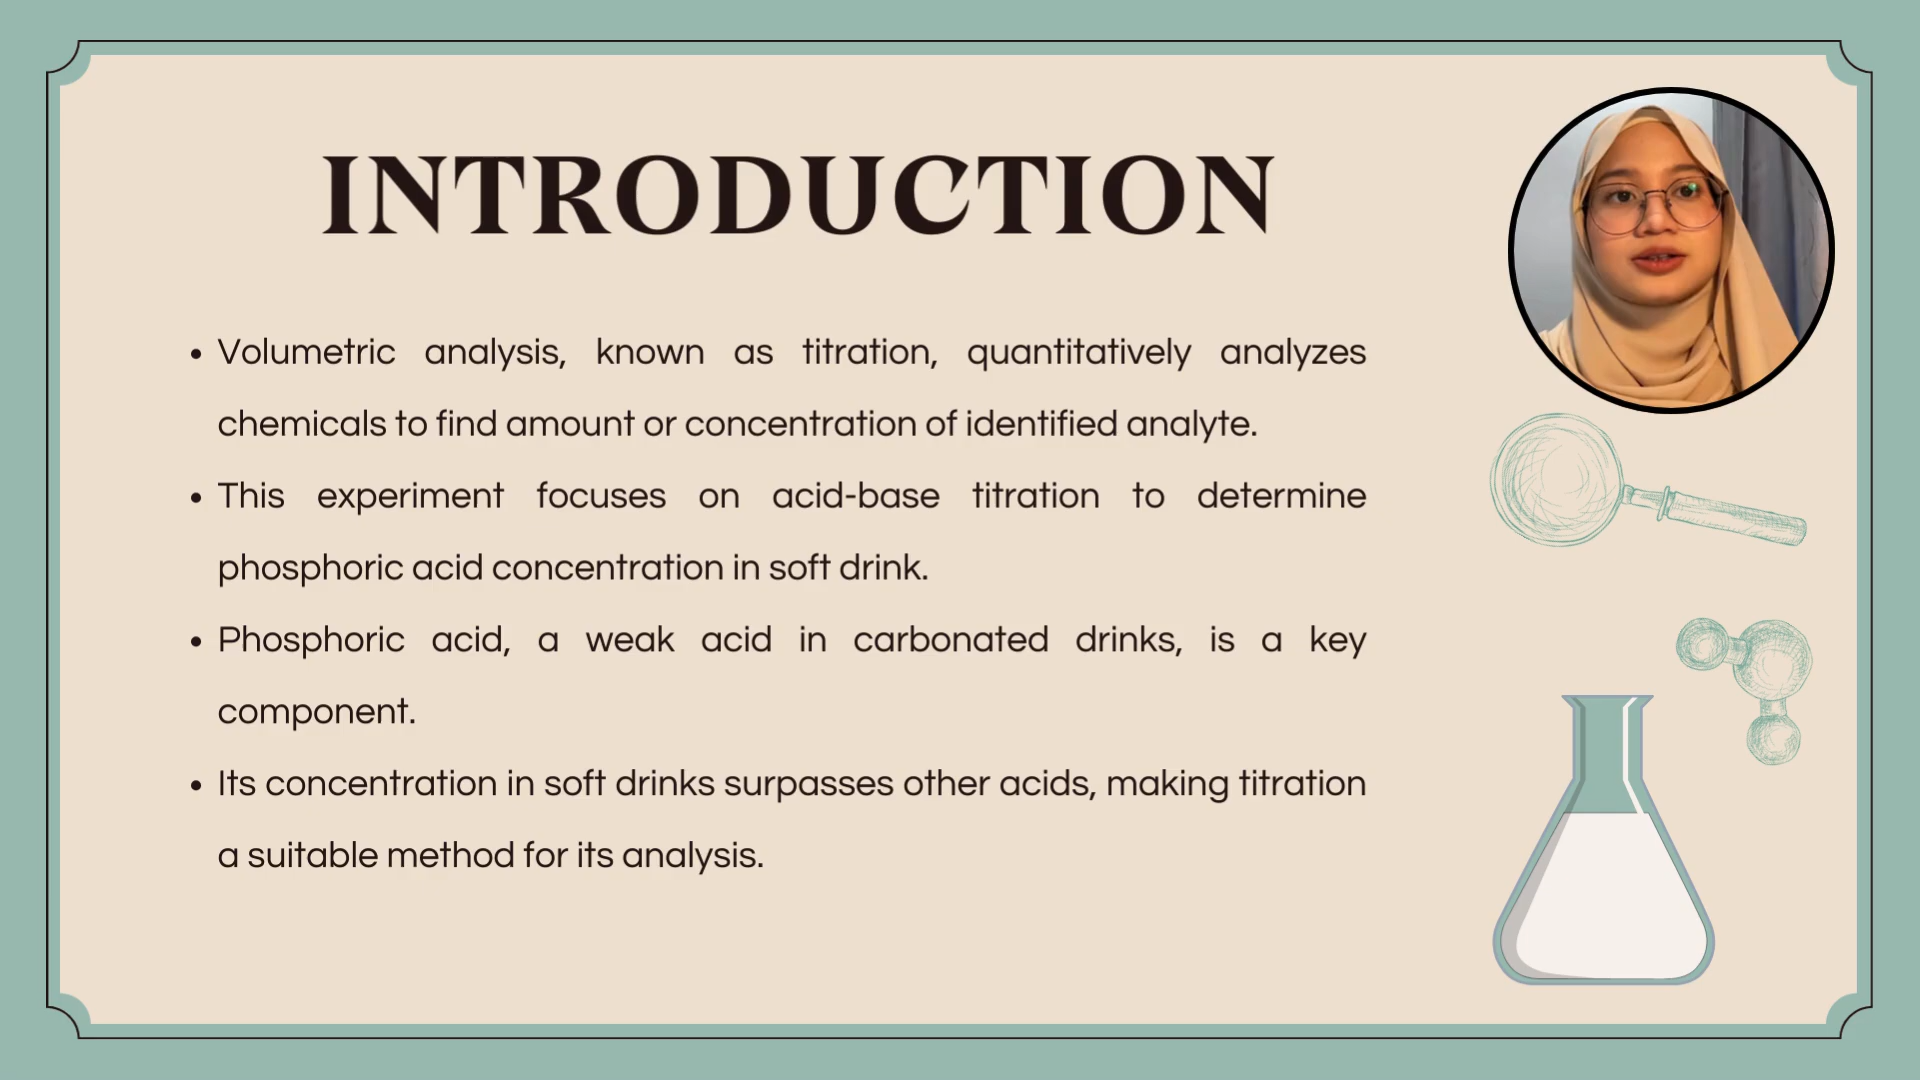 INTRODUCTION
• Volumetric analysis, known as titration, quantitatively analyzes
chemicals to find amount or concentration of identified analyte.
• This experiment focuses on acid-base titration to determine
phosphoric acid concentration in soft drink.
• Phosphoric acid, a weak acid in carbonated drinks, is a key
component.
• Its concentration in soft drinks surpasses other acids, making titration
a suitable method for its analysis.